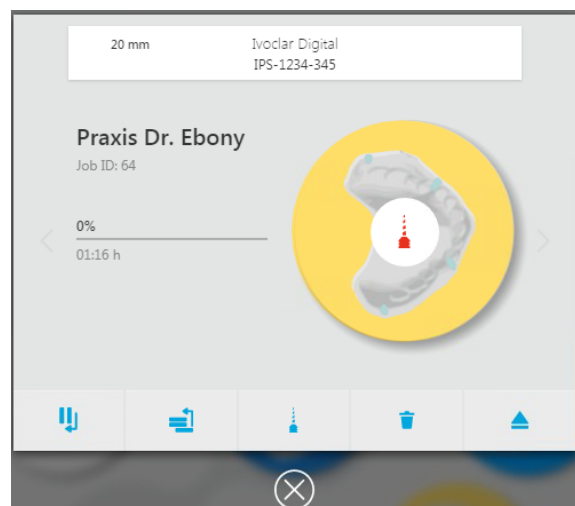 20 mm
Ivoclar Digital
IPS-1234-345
Praxis Dr. Ebony
Job ID: 64
0%
01:16 h